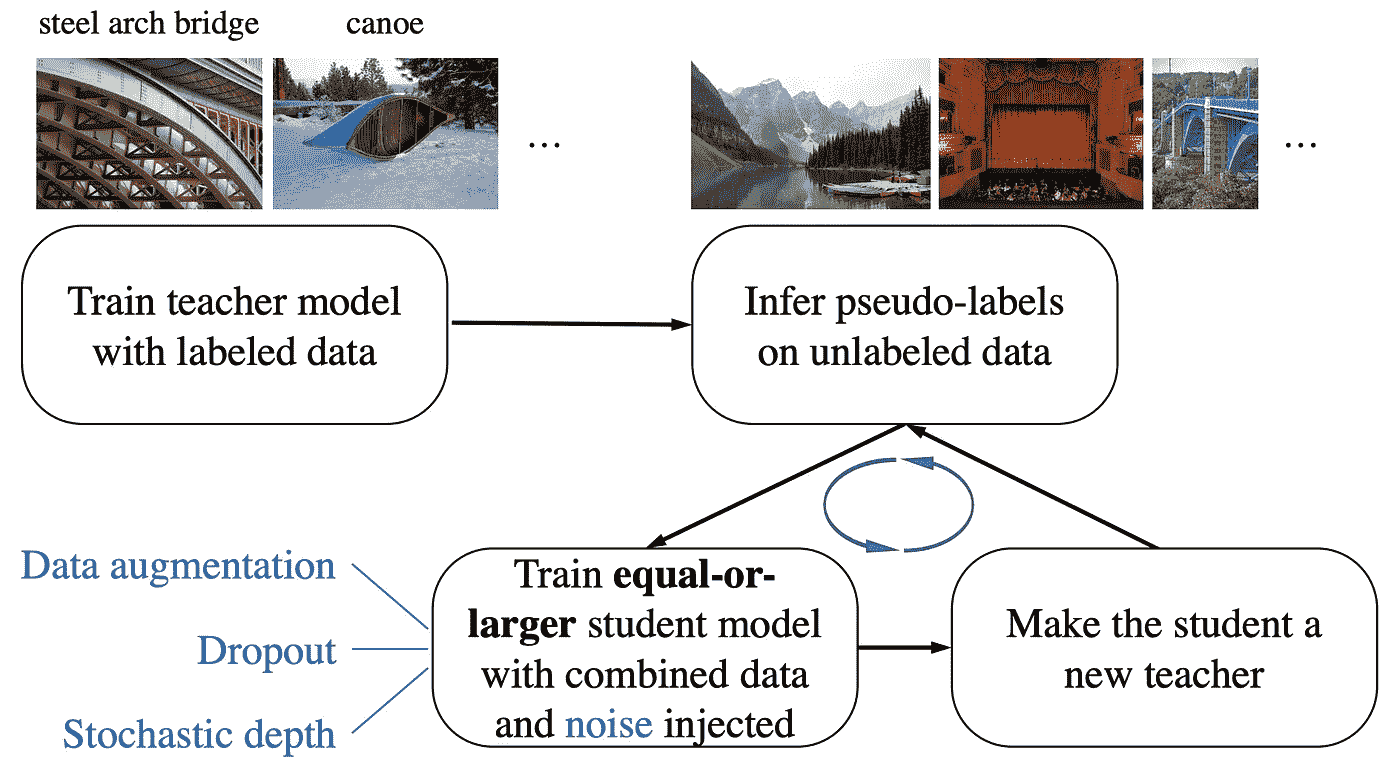 steel arch bridge
canoe
...
...
Train teacher model
with labeled data
Infer pseudo-labels
on unlabeled data
Data augmentation
Dropout
Stochastic depth
Train equal-or-
larger student model
with combined data
and noise injected
Make the student a
new teacher